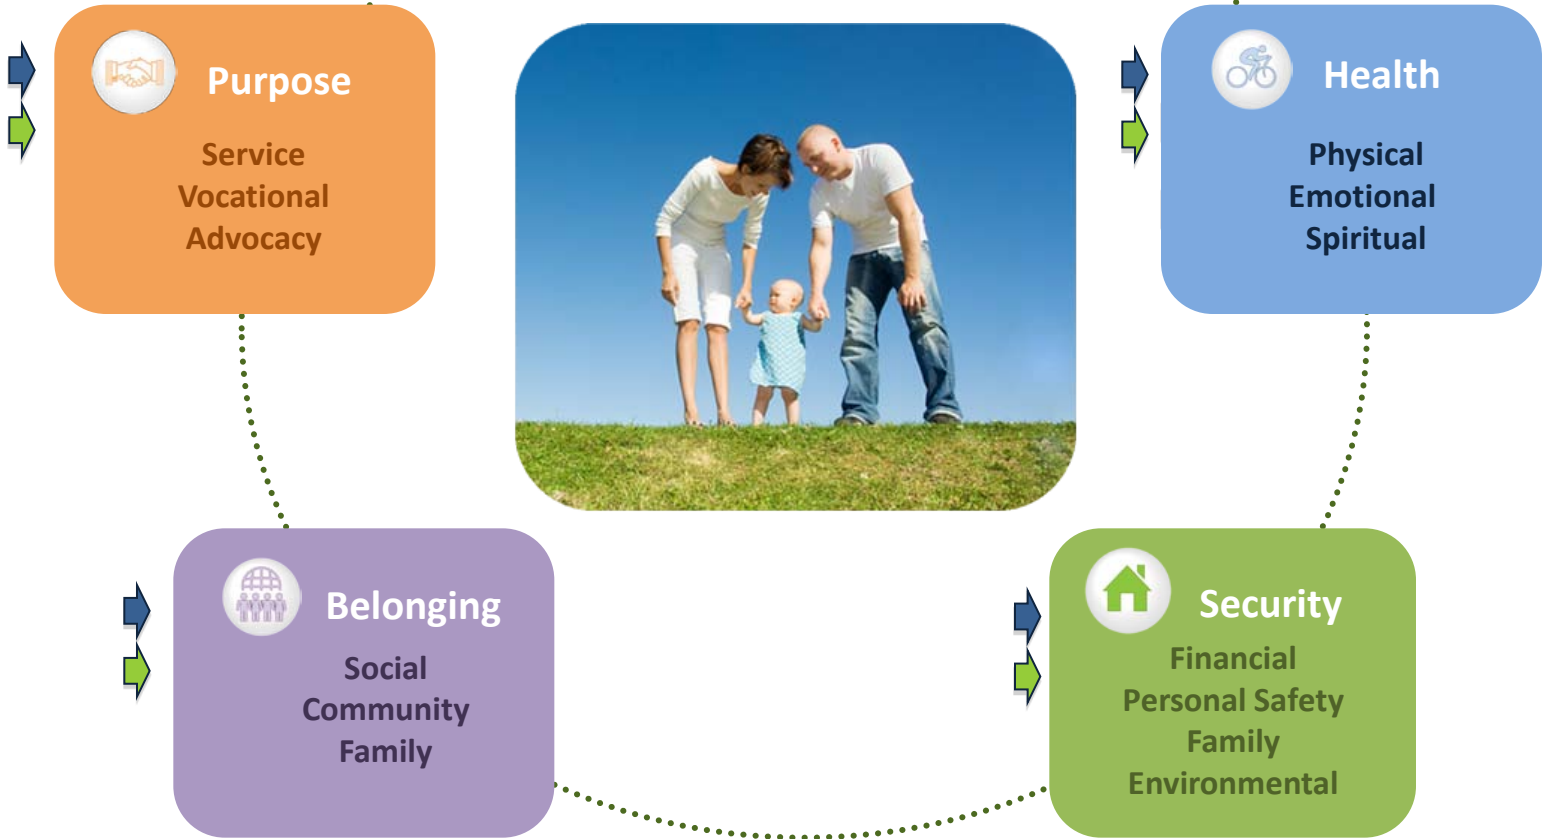 Purpose
Service
Vocational
Advocacy
Health
Physical
Emotional
Spiritual
Belonging
Social
Community
Family
Security
Financial
Personal Safety
Family
Environmental